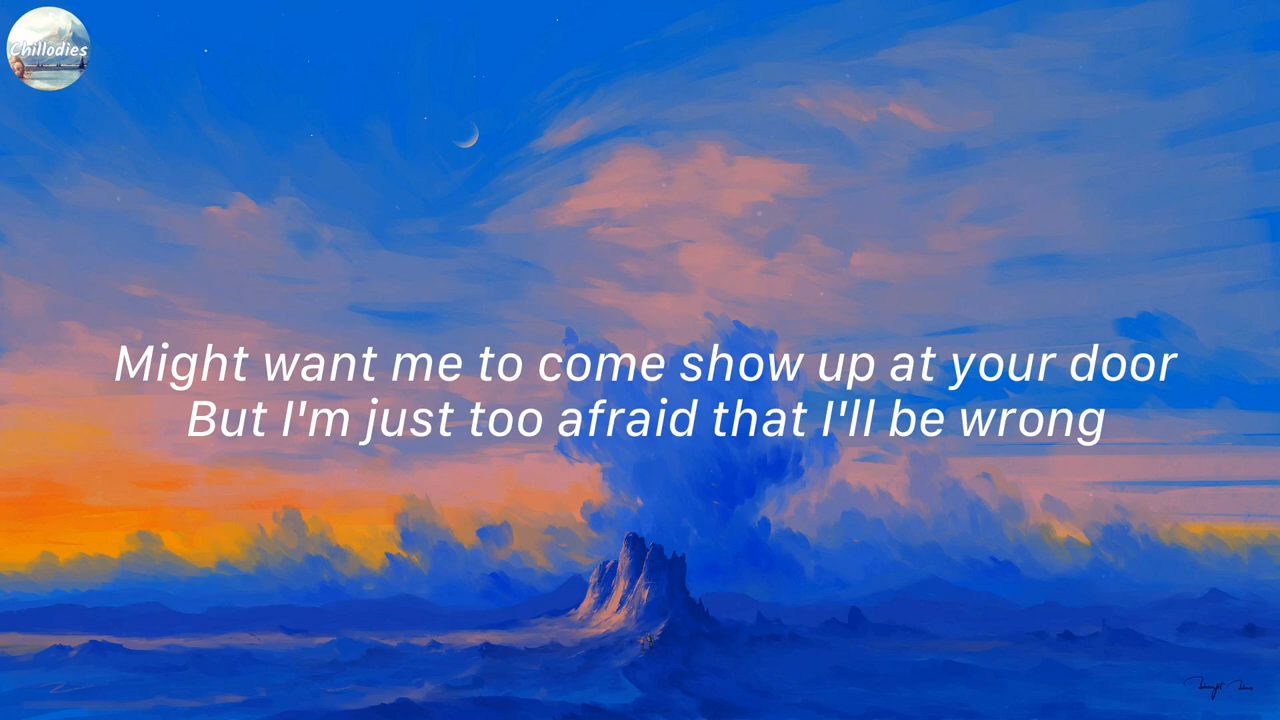 Chillodies
Might want me to come show up at your door
But I'm just too afraid that I'll be wrong